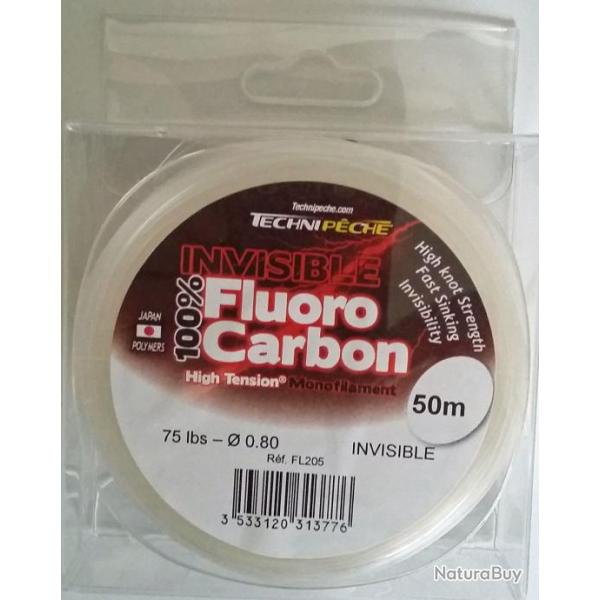 Technipeche.com
TECHNIPÊCHE
INVISIBLE
100%
Fluoro
Carbon
High Tension® Monofilament
JAPAN
POLYMERS
High knot Strength
Fast Sinking
Invisibility
50m
75 lbs – Ø 0.80
INVISIBLE
Réf. FL205
3 533120 313776
NaturaBuy